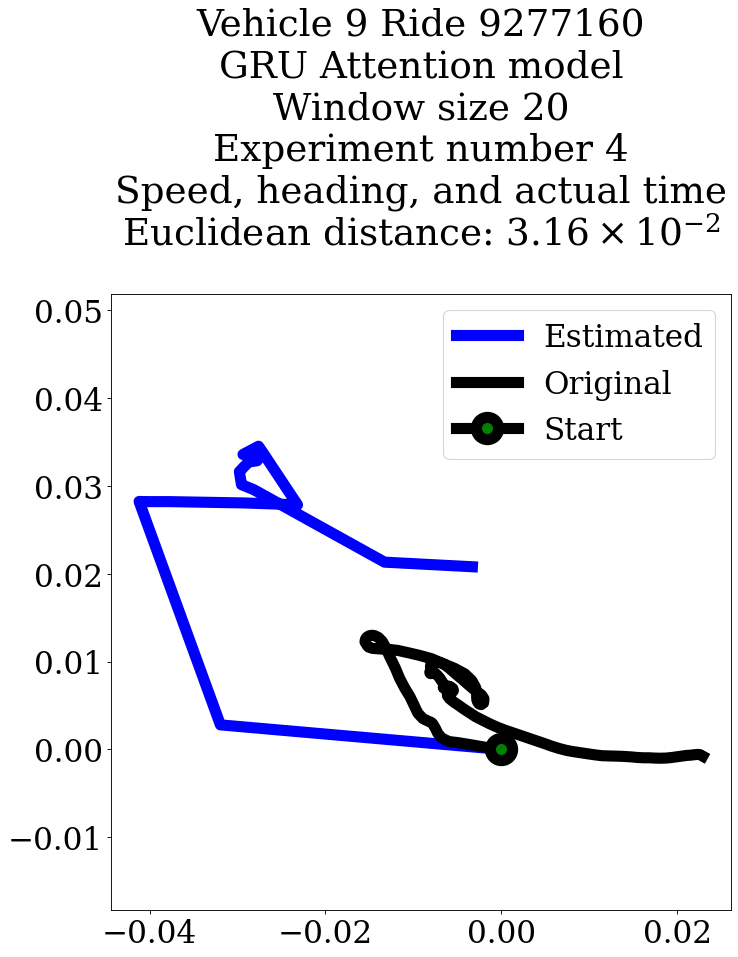 Vehicle 9 Ride 9277160
GRU Attention model
Window size 20
Experiment number 4
Speed, heading, and actual time
Euclidean distance: 3.16 × 10⁻²
Estimated
Original
Start
0.05
0.04
0.03
0.02
0.01
0.00
−0.01
−0.04
−0.02
0.00
0.02